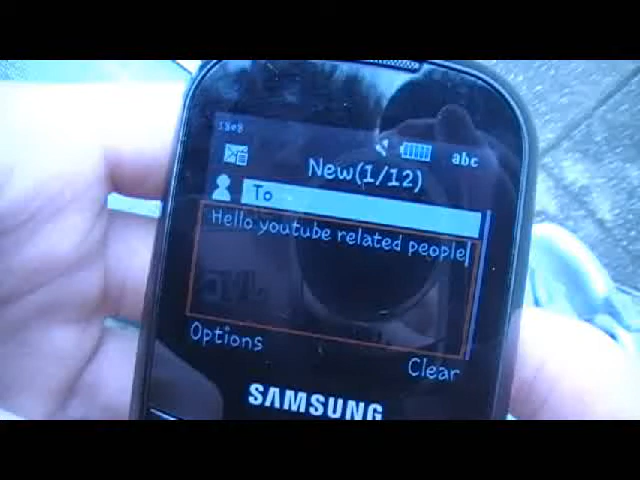 abc
New(1/12)
To
Hello youtube related people
Options
Clear
SAMSUNG